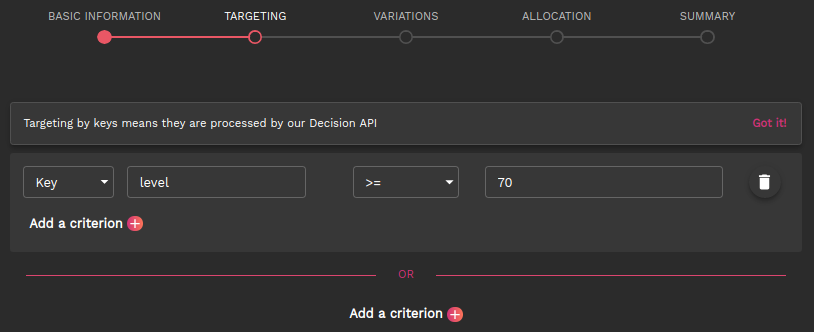 BASIC INFORMATION TARGETING VARIATIONS ALLOCATION SUMMARY
Targeting by keys means they are processed by our Decision API Got it!
Key level >= 70
Add a criterion
OR
Add a criterion